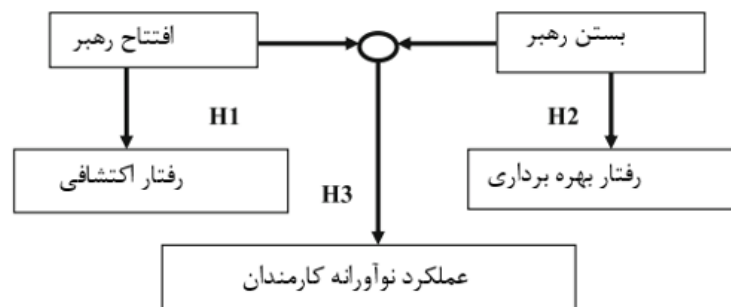 بستن رهبر
افتتاح رهبر
H1
H2
رفتار اکتشافی
رفتار بهره برداری
H3
عملکرد نوآورانه کارمندان